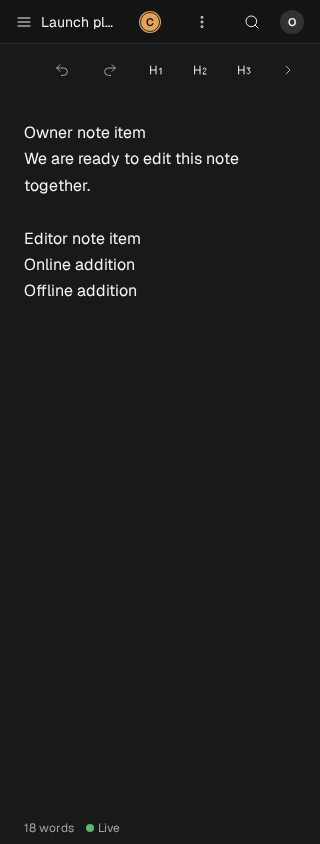 Launch pl…
C
O
H1
H2
H3
Owner note item
We are ready to edit this note
together.
Editor note item
Online addition
Offline addition
18 words
Live